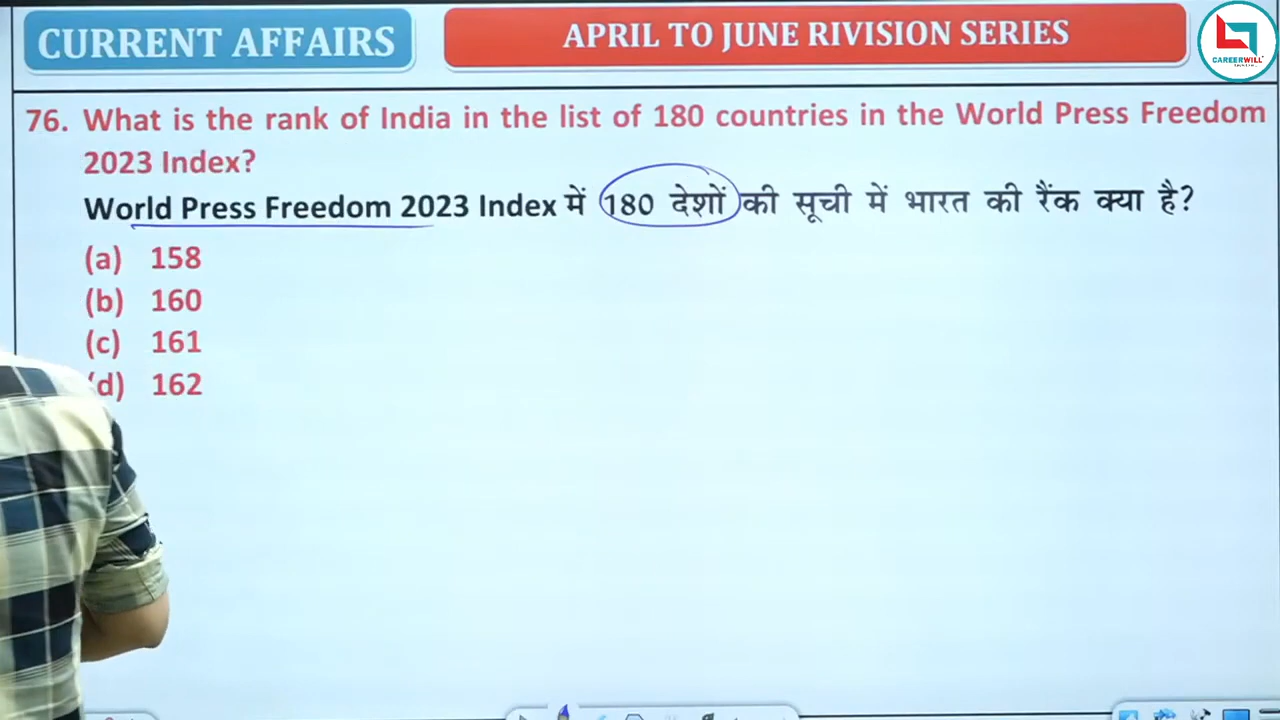 CURRENT AFFAIRS
APRIL TO JUNE RIVISION SERIES
CAREERWILL
76. What is the rank of India in the list of 180 countries in the World Press Freedom
2023 Index?
World Press Freedom 2023 Index में 180 देशों की सूची में भारत की रैंक क्या है?
(a) 158
(b) 160
(c) 161
(d) 162